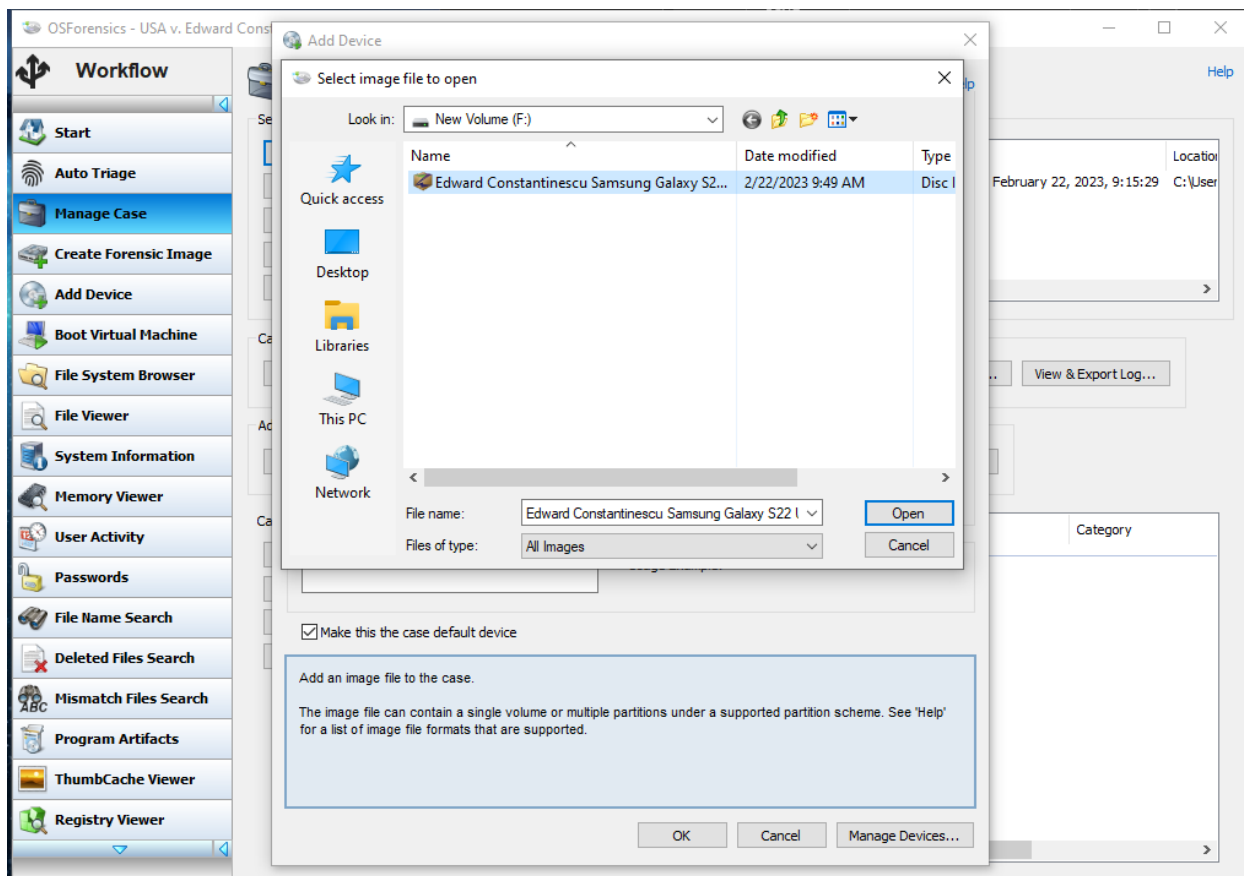 OSForensics - USA v. Edward Const
Workflow
Start
Auto Triage
Manage Case
Create Forensic Image
Add Device
Boot Virtual Machine
File System Browser
File Viewer
System Information
Memory Viewer
User Activity
Passwords
File Name Search
Deleted Files Search
Mismatch Files Search
Program Artifacts
ThumbCache Viewer
Registry Viewer
Add Device
Select image file to open
Look in: New Volume (F:)
Quick access
Desktop
Libraries
This PC
Network
Name Date modified Type
Edward Constantinescu Samsung Galaxy S2... 2/22/2023 9:49 AM Disc I
File name: Edward Constantinescu Samsung Galaxy S22 U
Open
Files of type: All Images
Cancel
Make this the case default device
Add an image file to the case.
The image file can contain a single volume or multiple partitions under a supported partition scheme. See 'Help'
for a list of image file formats that are supported.
OK Cancel Manage Devices...
Help
Se
Location
February 22, 2023, 9:15:29 C:\User
Ca
View & Export Log...
Ad
Ca
Category